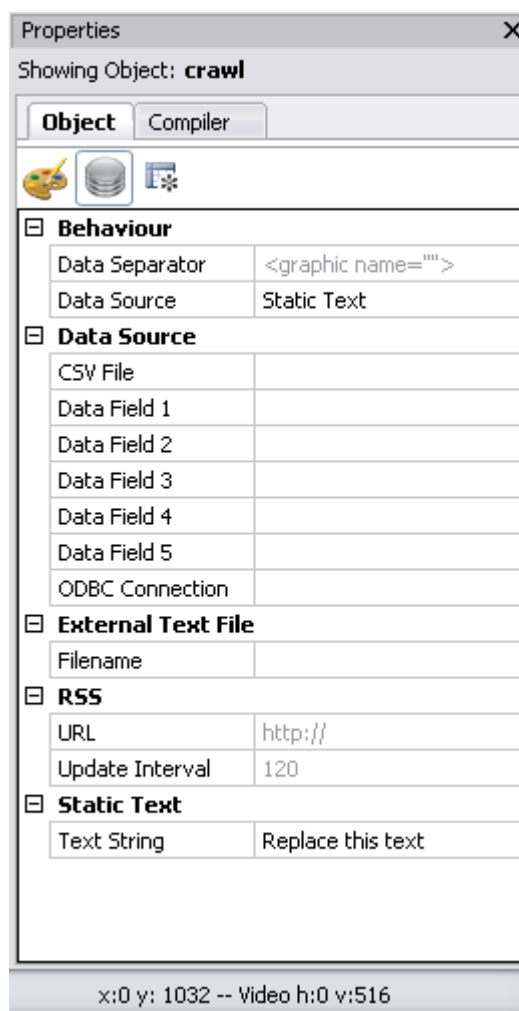 Properties
Showing Object: crawl
Object Compiler
Behaviour
Data Separator <graphic name="">
Data Source Static Text
Data Source
CSV File
Data Field 1
Data Field 2
Data Field 3
Data Field 4
Data Field 5
ODBC Connection
External Text File
Filename
RSS
URL http://
Update Interval 120
Static Text
Text String Replace this text
x:0 y: 1032 -- Video h:0 v:516